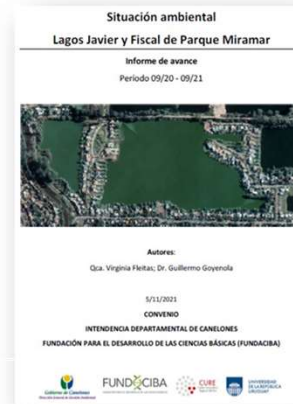 Situación ambiental
Lagos Javier y Fiscal de Parque Miramar
Informe de avance
Período 09/20 - 09/21
Autores:
Qca. Virginia Fleitas; Dr. Guillermo Goyenola
5/11/2021
CONVENIO
INTENDENCIA DEPARTAMENTAL DE CANELONES
FUNDACIÓN PARA EL DESARROLLO DE LAS CIENCIAS BÁSICAS (FUNDACIBA)
Gobierno de Canelones
FUNDACIBA
CURE
UNIVERSIDAD
DE LA REPÚBLICA
URUGUAY